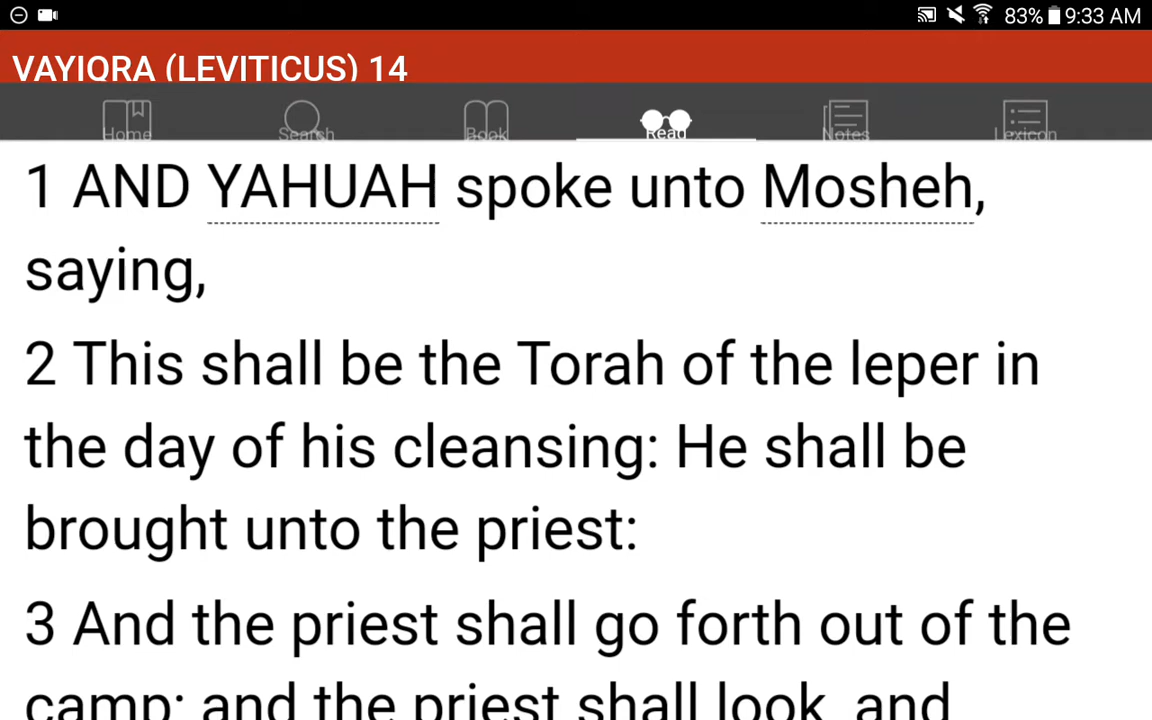 83% 9:33 AM
VAYIQRA (LEVITICUS) 14
Home Search Book Read Notes Lexicon
1 AND YAHUAH spoke unto Mosheh,
saying,
2 This shall be the Torah of the leper in
the day of his cleansing: He shall be
brought unto the priest:
3 And the priest shall go forth out of the
camp; and the priest shall look, and